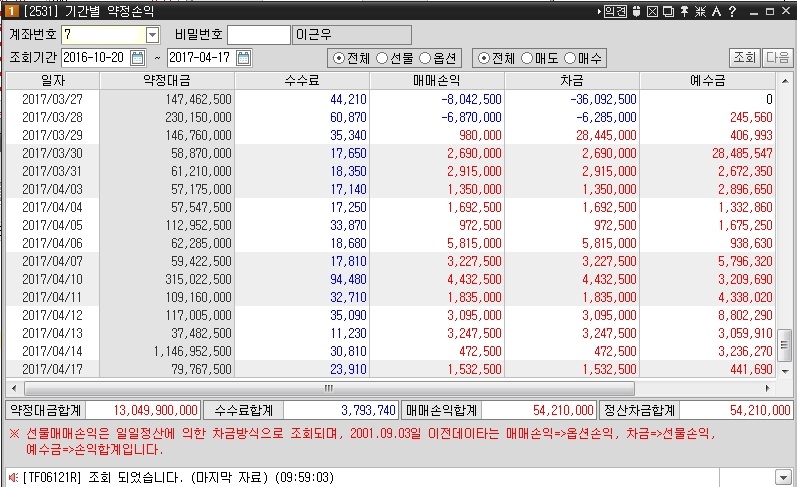 1 [2531] 기간별 약정손익 의견 A ?
계좌번호 7 비밀번호 이근우
조회기간 2016-10-20 ~ 2017-04-17 전체 선물 옵션 전체 매도 매수 조회 다음
일자 약정대금 수수료 매매손익 차금 예수금
2017/03/27 147,462,500 44,210 -8,042,500 -36,092,500 0
2017/03/28 230,150,000 60,870 -6,870,000 -6,285,000 245,560
2017/03/29 146,760,000 35,340 980,000 28,445,000 406,993
2017/03/30 58,870,000 17,650 2,690,000 2,690,000 28,485,547
2017/03/31 61,210,000 18,350 2,915,000 2,915,000 2,672,350
2017/04/03 57,175,000 17,140 1,350,000 1,350,000 2,896,650
2017/04/04 57,547,500 17,250 1,692,500 1,692,500 1,332,860
2017/04/05 112,952,500 33,870 972,500 972,500 1,675,250
2017/04/06 62,285,000 18,680 5,815,000 5,815,000 938,630
2017/04/07 59,422,500 17,810 3,227,500 3,227,500 5,796,320
2017/04/10 315,022,500 94,480 4,432,500 4,432,500 3,209,690
2017/04/11 109,160,000 32,710 1,835,000 1,835,000 4,338,020
2017/04/12 117,005,000 35,090 3,095,000 3,095,000 8,802,290
2017/04/13 37,482,500 11,230 3,247,500 3,247,500 3,059,910
2017/04/14 1,146,952,500 30,810 472,500 472,500 3,236,270
2017/04/17 79,767,500 23,910 1,532,500 1,532,500 441,690
약정대금합계 13,049,900,000 수수료합계 3,793,740 매매손익합계 54,210,000 정산차금합계 54,210,000
※ 선물매매손익은 일일정산에 의한 차금방식으로 조회되며, 2001.09.03일 이전데이타는 매매손익=>옵션손익, 차금=>선물손익,
예수금=>손익합계입니다.
[TF06121R] 조회 되었습니다. (마지막 자료) (09:59:03)